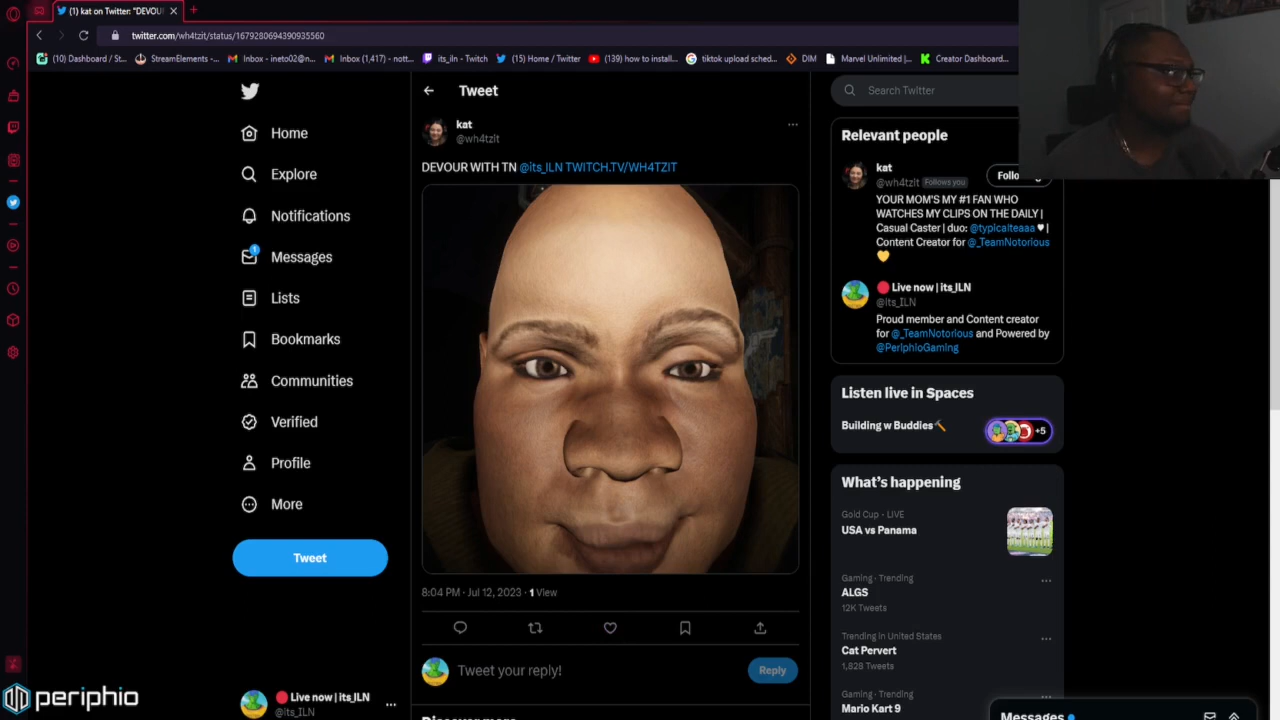 (1) kat on Twitter: "DEVOU
twitter.com/wh4tzit/status/1679280694390935560
(10) Dashboard / St...
StreamElements -...
Inbox - ineto02@n...
Inbox (1,417) - nott...
its_iln - Twitch
(15) Home / Twitter
(139) how to install...
tiktok upload sched...
DIM
Marvel Unlimited |...
Creator Dashboard...
Home
Explore
Notifications
1
Messages
Lists
Bookmarks
Communities
Verified
Profile
More
Tweet
Live now | its_ILN
@its_ILN
periphio
Tweet
kat
@wh4tzit
DEVOUR WITH TN @its_ILN TWITCH.TV/WH4TZIT
8:04 PM · Jul 12, 2023 · 1 View
Tweet your reply!
Reply
Discover more
Search Twitter
Relevant people
kat
@wh4tzit Follows you
Follo
g
YOUR MOM'S MY #1 FAN WHO
WATCHES MY CLIPS ON THE DAILY |
Casual Caster | duo: @typicalteaaa ♥ |
Content Creator for @_TeamNotorious
💛
Live now | its_ILN
@its_ILN
Proud member and Content creator
for @_TeamNotorious and Powered by
@PeriphioGaming
Listen live in Spaces
Building w Buddies🔨
+5
What's happening
Gold Cup · LIVE
USA vs Panama
Gaming · Trending
ALGS
12K Tweets
Trending in United States
Cat Pervert
1,828 Tweets
Gaming · Trending
Mario Kart 9
Messages